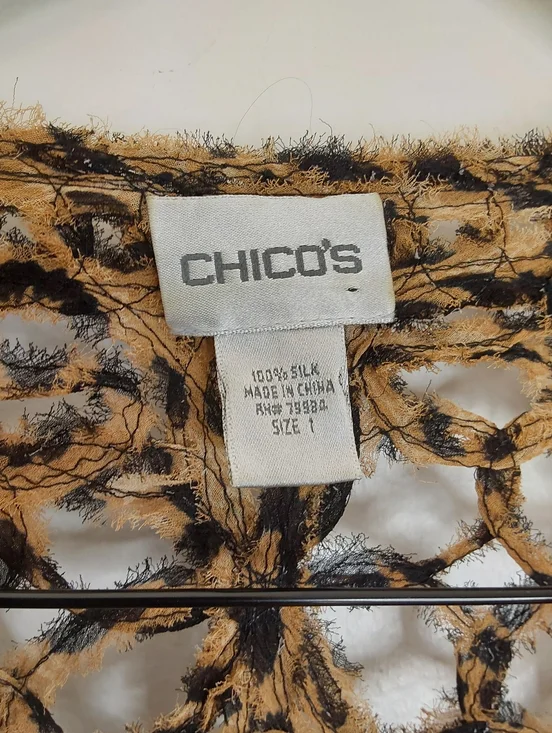 CHICO'S
100% SILK
MADE IN CHINA
RN# 79984
SIZE 1